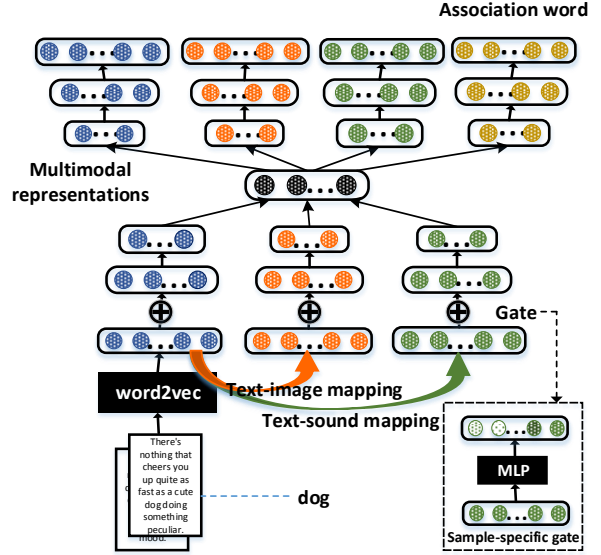 Association word
Multimodal
representations
Gate
Text-image mapping
word2vec
Text-sound mapping
There's
nothing that
cheers you
up quite as
fast as a cute
dog doing
something
peculiar.
mood.
dog
MLP
Sample-specific gate